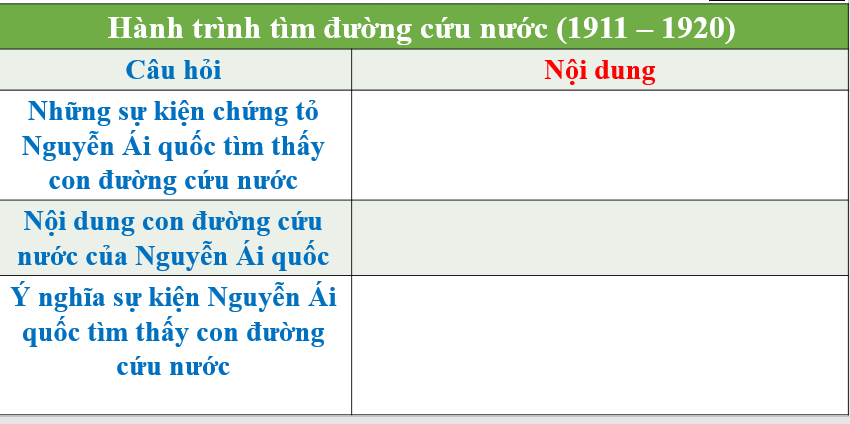 Hành trình tìm đường cứu nước (1911 – 1920)
Câu hỏi
Nội dung
Những sự kiện chứng tỏ
Nguyễn Ái quốc tìm thấy
con đường cứu nước
Nội dung con đường cứu
nước của Nguyễn Ái quốc
Ý nghĩa sự kiện Nguyễn Ái
quốc tìm thấy con đường
cứu nước